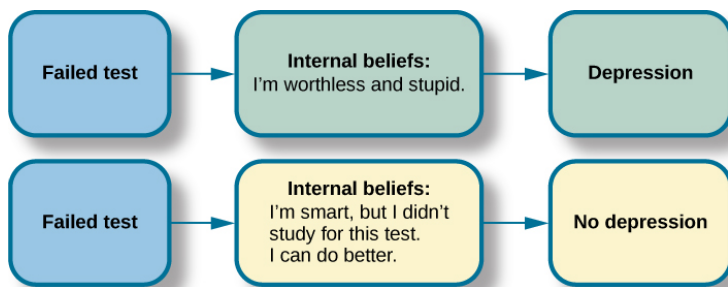 Failed test
Internal beliefs:
I'm worthless and stupid.
Depression
Failed test
Internal beliefs:
I'm smart, but I didn't
study for this test.
I can do better.
No depression